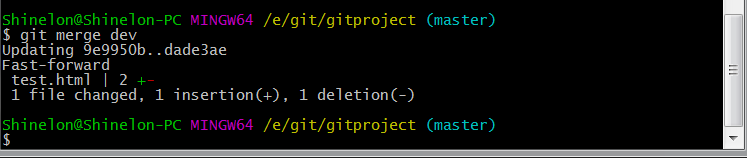 Shinelon@Shinelon-PC MINGW64 /e/git/gitproject (master)
$ git merge dev
Updating 9e9950b..dade3ae
Fast-forward
 test.html | 2 +-
 1 file changed, 1 insertion(+), 1 deletion(-)
Shinelon@Shinelon-PC MINGW64 /e/git/gitproject (master)
$